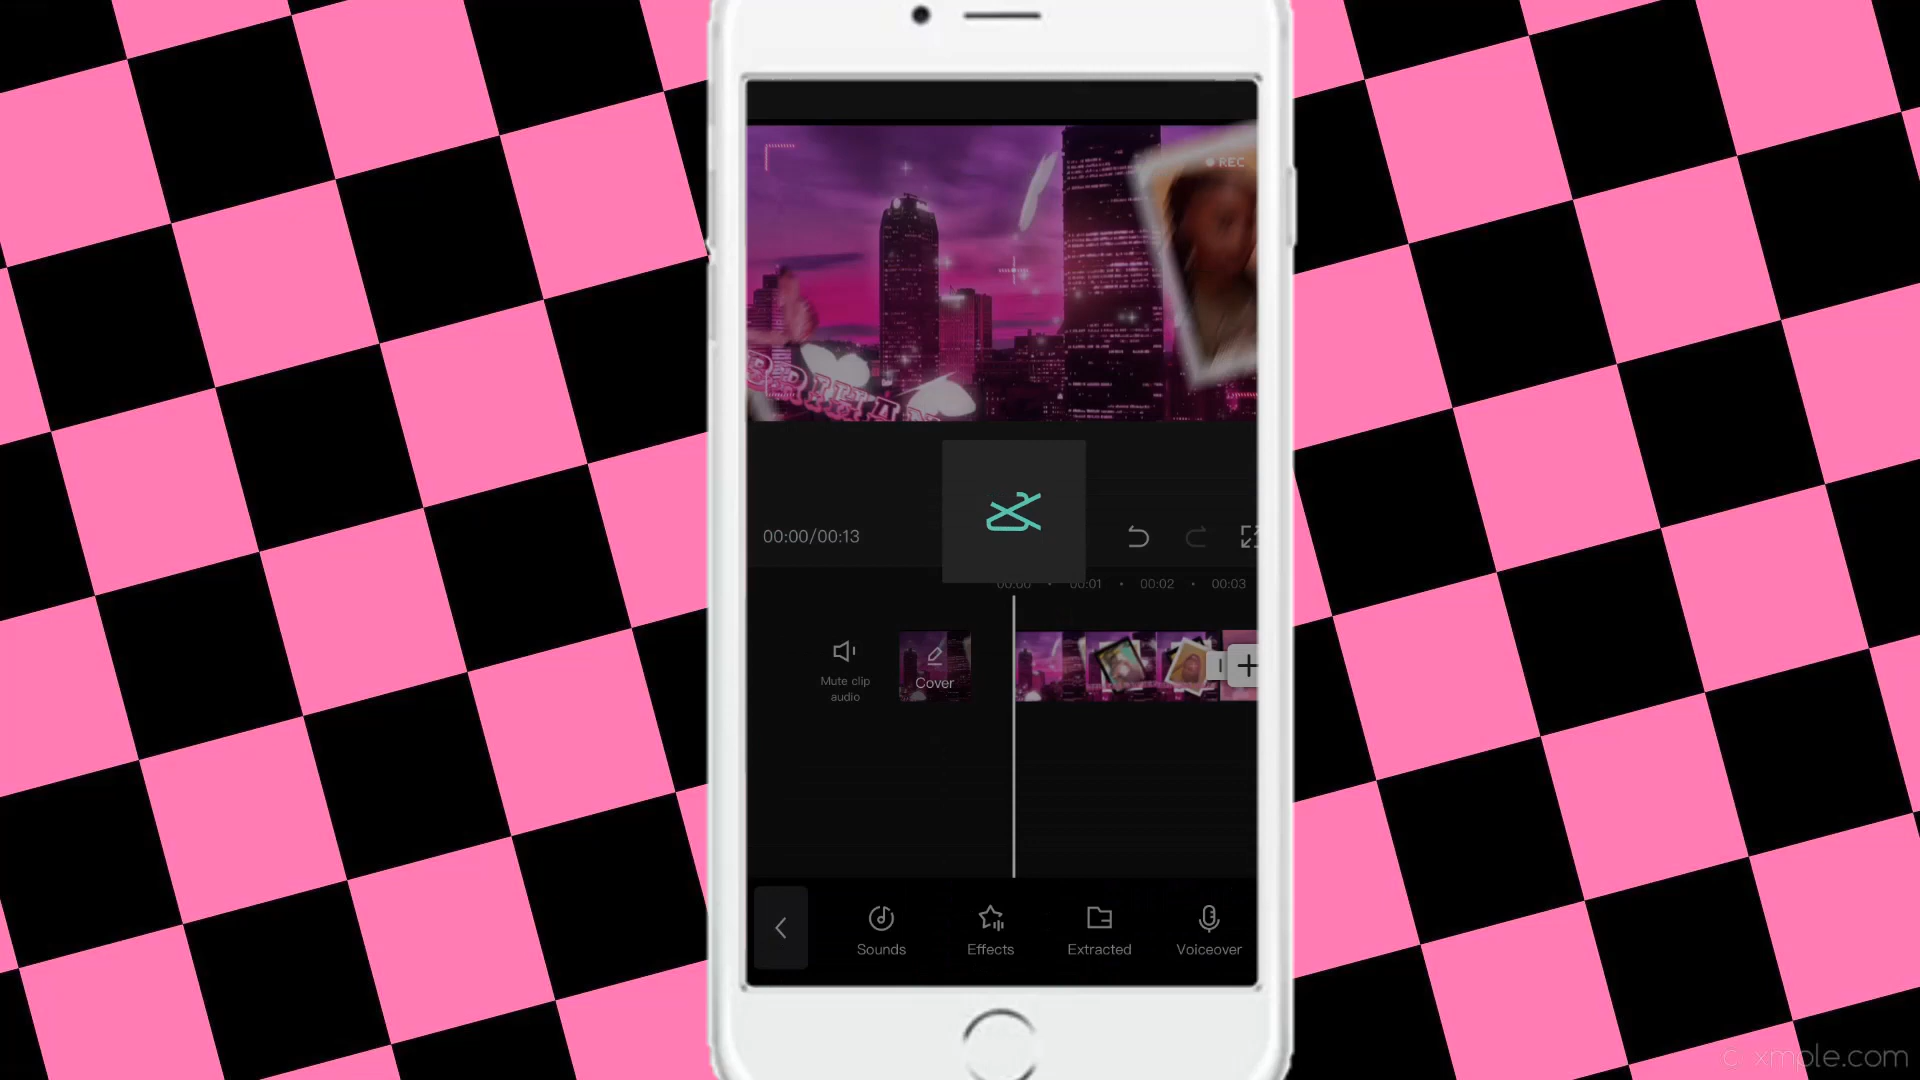 REC
00:00/00:13
00:00 00:01 00:02 00:03
Mute clip
audio
Cover
Sounds
Effects
Extracted
Voiceover
© xmple.com